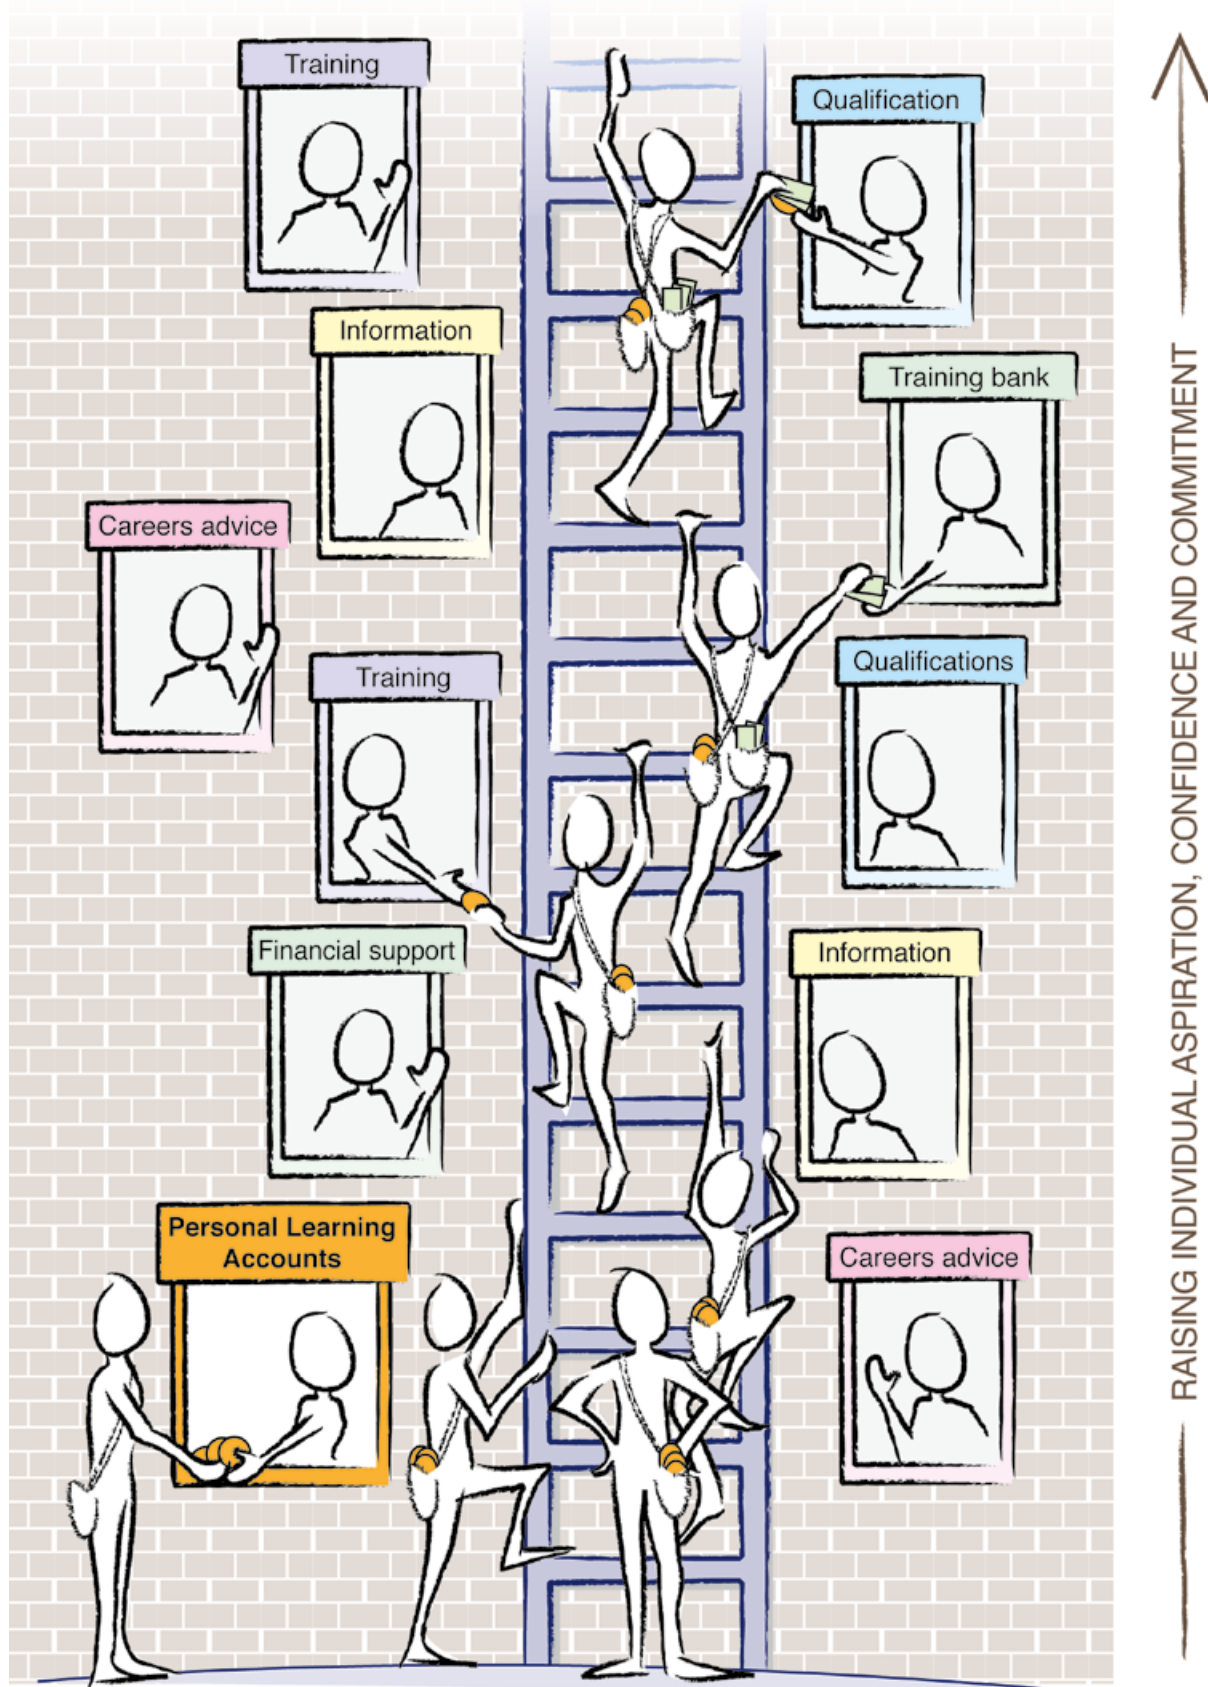 Training
Qualification
Information
Training bank
Careers advice
Training
Qualifications
Financial support
Information
Personal Learning
Accounts
Careers advice
RAISING INDIVIDUAL ASPIRATION, CONFIDENCE AND COMMITMENT